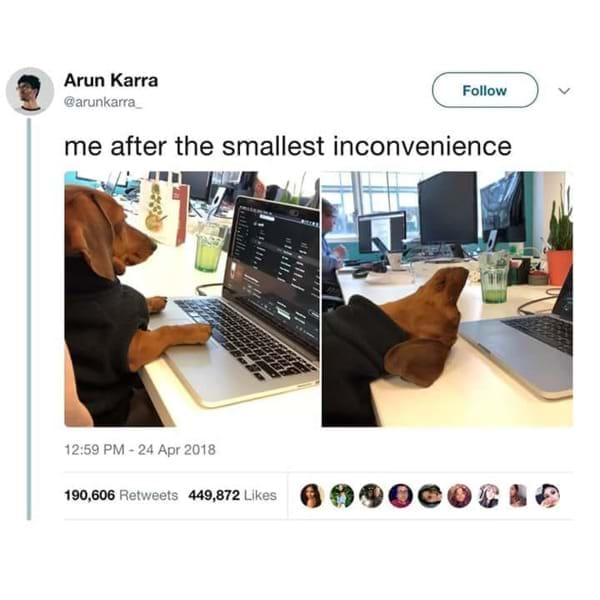 Arun Karra
Follow
@arunkarra_
me after the smallest inconvenience
12:59 PM - 24 Apr 2018
190,606 Retweets 449,872 Likes